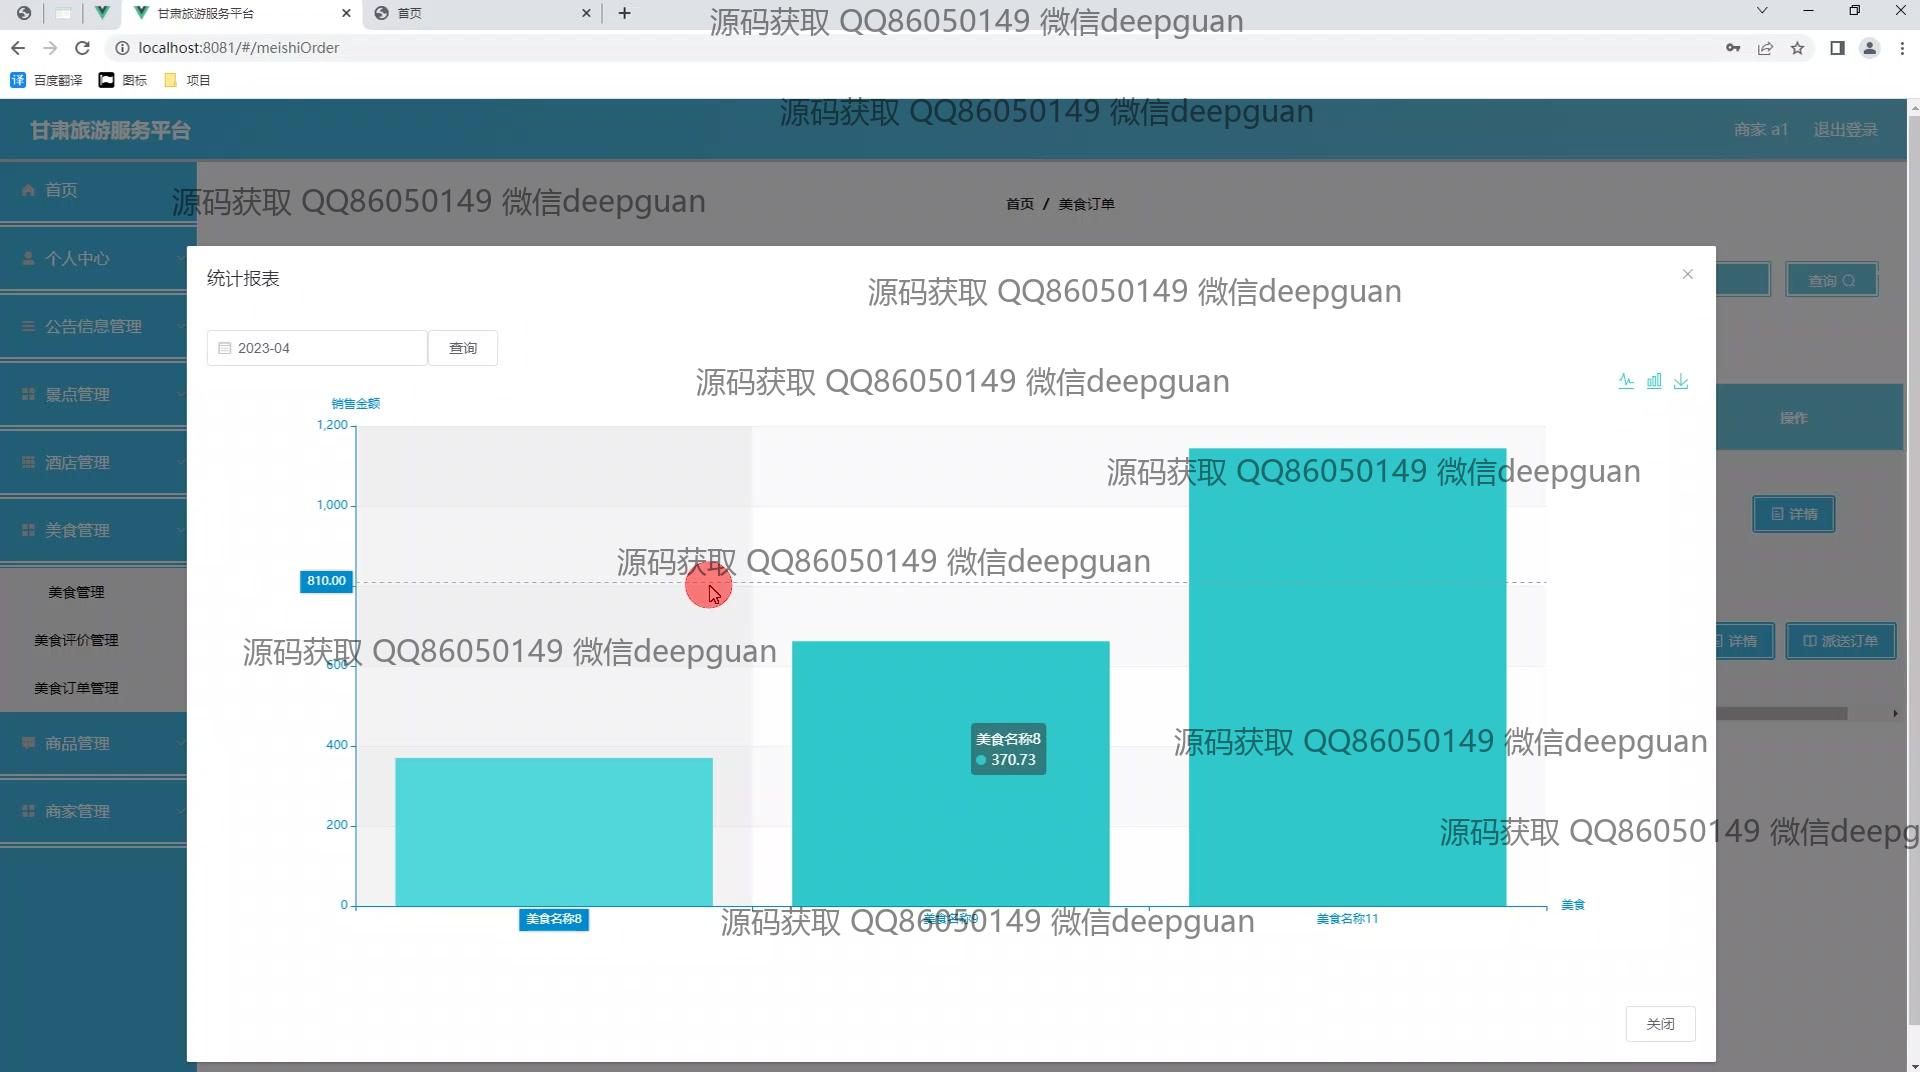 甘肃旅游服务平台
首页
源码获取 QQ86050149 微信deepguan
localhost:8081/#/meishiOrder
译 百度翻译 图标 项目
源码获取 QQ86050149 微信deepguan
甘肃旅游服务平台
商家 a1 退出登录
首页
源码获取 QQ86050149 微信deepguan
首页 / 美食订单
个人中心
统计报表
查询
源码获取 QQ86050149 微信deepguan
公告信息管理
2023-04 查询
源码获取 QQ86050149 微信deepguan
景点管理
销售金额
操作
1,200
酒店管理
源码获取 QQ86050149 微信deepguan
1,000
详情
美食管理
源码获取 QQ86050149 微信deepguan
810.00
美食管理
美食评价管理
源码获取 QQ86050149 微信deepguan
600
详情 派送订单
美食订单管理
美食名称8
370.73
商品管理
400
源码获取 QQ86050149 微信deepguan
商家管理
200
源码获取 QQ86050149 微信deepg
0
美食
美食名称8
美食名称9
美食名称11
源码获取 QQ86050149 微信deepguan
关闭